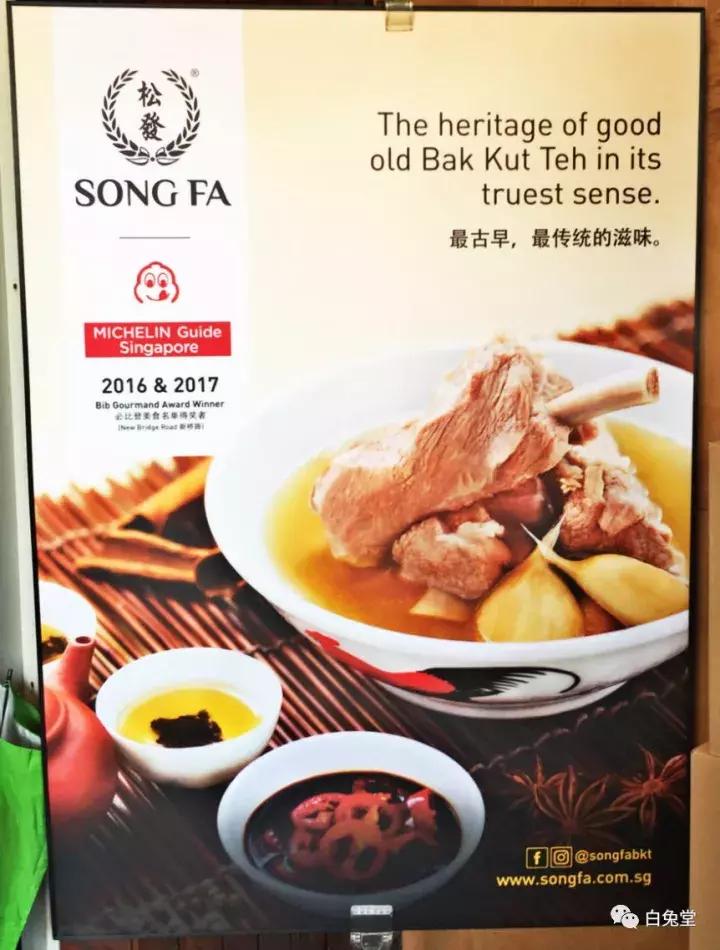 松
發
®
SONG FA
MICHELIN Guide
Singapore
2016 & 2017
Bib Gourmand Award Winner
必比登美食名单得奖者
(New Bridge Road 新桥路)
The heritage of good
old Bak Kut Teh in its
truest sense.
最古早，最传统的滋味。
@songfabkt
www.songfa.com.sg
白兔堂